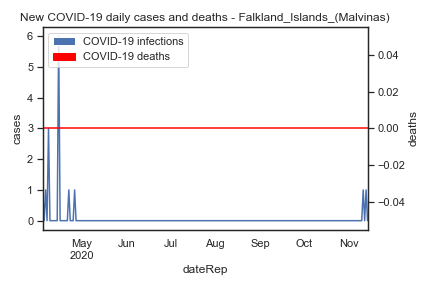 New COVID-19 daily cases and deaths - Falkland_Islands_(Malvinas)
COVID-19 infections
COVID-19 deaths
6
5
4
3
2
1
0
cases
0.04
0.02
0.00
−0.02
−0.04
deaths
May Jun Jul Aug Sep Oct Nov
2020
dateRep